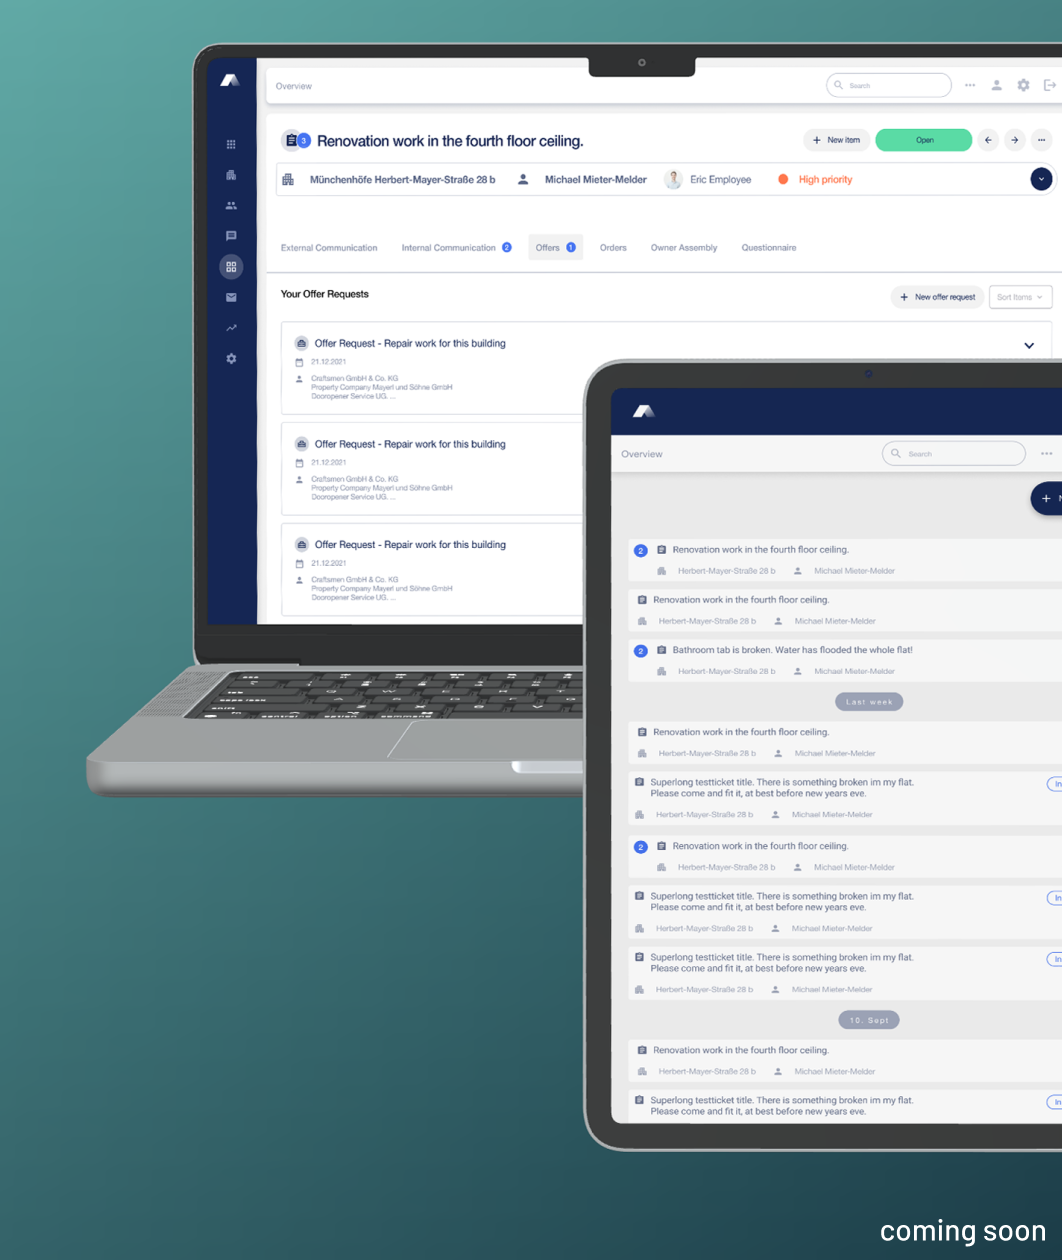 Overview
Search
3
Renovation work in the fourth floor ceiling.
+ New item
Open
Münchenhöfe Herbert-Mayer-Straße 28 b
Michael Mieter-Melder
Eric Employee
High priority
External Communication
Internal Communication 2
Offers 1
Orders
Owner Assembly
Questionnaire
Your Offer Requests
+ New offer request
Sort Items
Offer Request - Repair work for this building
21.12.2021
Craftsmen GmbH & Co. KG
Property Company Mayerl und Söhne GmbH
Dooropener Service UG. ...
Offer Request - Repair work for this building
21.12.2021
Craftsmen GmbH & Co. KG
Property Company Mayerl und Söhne GmbH
Dooropener Service UG. ...
Offer Request - Repair work for this building
21.12.2021
Craftsmen GmbH & Co. KG
Property Company Mayerl und Söhne GmbH
Dooropener Service UG. ...
Overview
Search
2 Renovation work in the fourth floor ceiling.
Herbert-Mayer-Straße 28 b Michael Mieter-Melder
Renovation work in the fourth floor ceiling.
Herbert-Mayer-Straße 28 b Michael Mieter-Melder
2 Bathroom tab is broken. Water has flooded the whole flat!
Herbert-Mayer-Straße 28 b Michael Mieter-Melder
Last week
Renovation work in the fourth floor ceiling.
Herbert-Mayer-Straße 28 b Michael Mieter-Melder
Superlong testticket title. There is something broken im my flat.
Please come and fit it, at best before new years eve.
Herbert-Mayer-Straße 28 b Michael Mieter-Melder
2 Renovation work in the fourth floor ceiling.
Herbert-Mayer-Straße 28 b Michael Mieter-Melder
Superlong testticket title. There is something broken im my flat.
Please come and fit it, at best before new years eve.
Herbert-Mayer-Straße 28 b Michael Mieter-Melder
Superlong testticket title. There is something broken im my flat.
Please come and fit it, at best before new years eve.
Herbert-Mayer-Straße 28 b Michael Mieter-Melder
10. Sept
Renovation work in the fourth floor ceiling.
Herbert-Mayer-Straße 28 b Michael Mieter-Melder
Superlong testticket title. There is something broken im my flat.
Please come and fit it, at best before new years eve.
coming soon